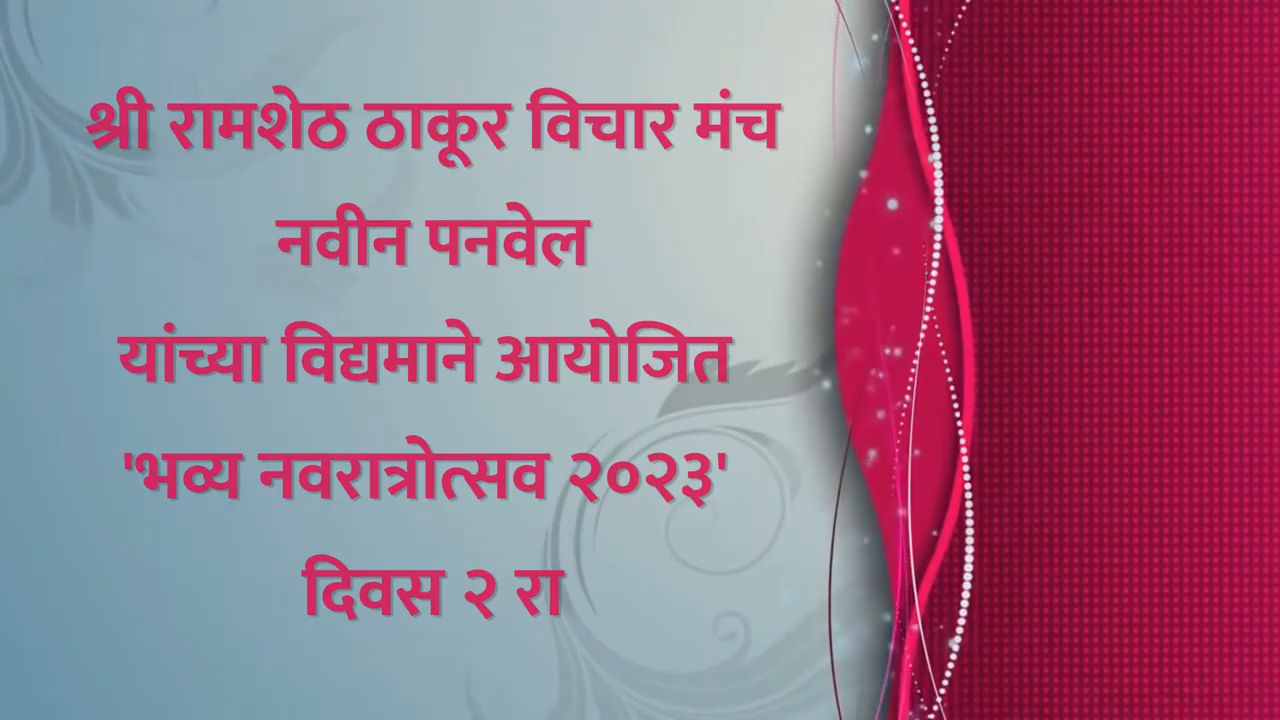 श्री रामशेठ ठाकूर विचार मंच
नवीन पनवेल
यांच्या विद्यमाने आयोजित
'भव्य नवरात्रोत्सव २०२३'
दिवस २ रा